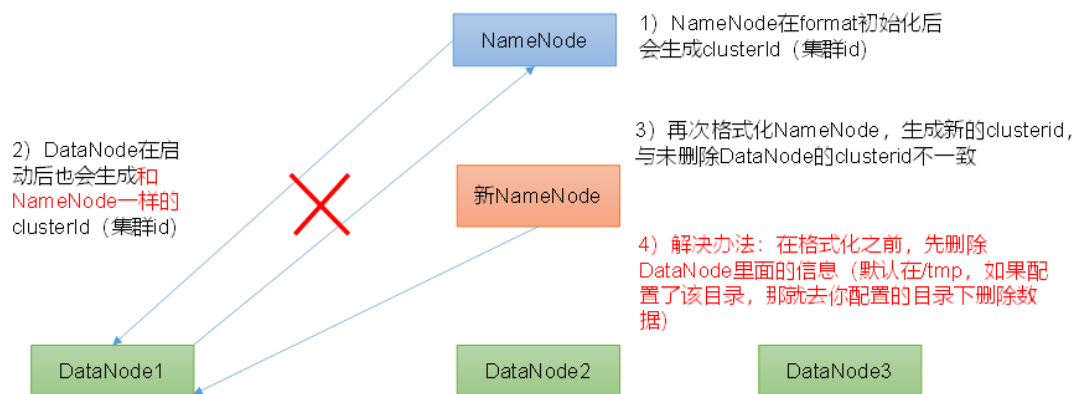 NameNode
1）NameNode在format初始化后
会生成clusterId（集群id）
2）DataNode在启
动后也会生成和
NameNode一样的
clusterId（集群id）
3）再次格式化NameNode，生成新的clusterid，
与未删除DataNode的clusterid不一致
新NameNode
4）解决办法：在格式化之前，先删除
DataNode里面的信息（默认在/tmp，如果配
置了该目录，那就去你配置的目录下删除数
据）
DataNode1
DataNode2
DataNode3